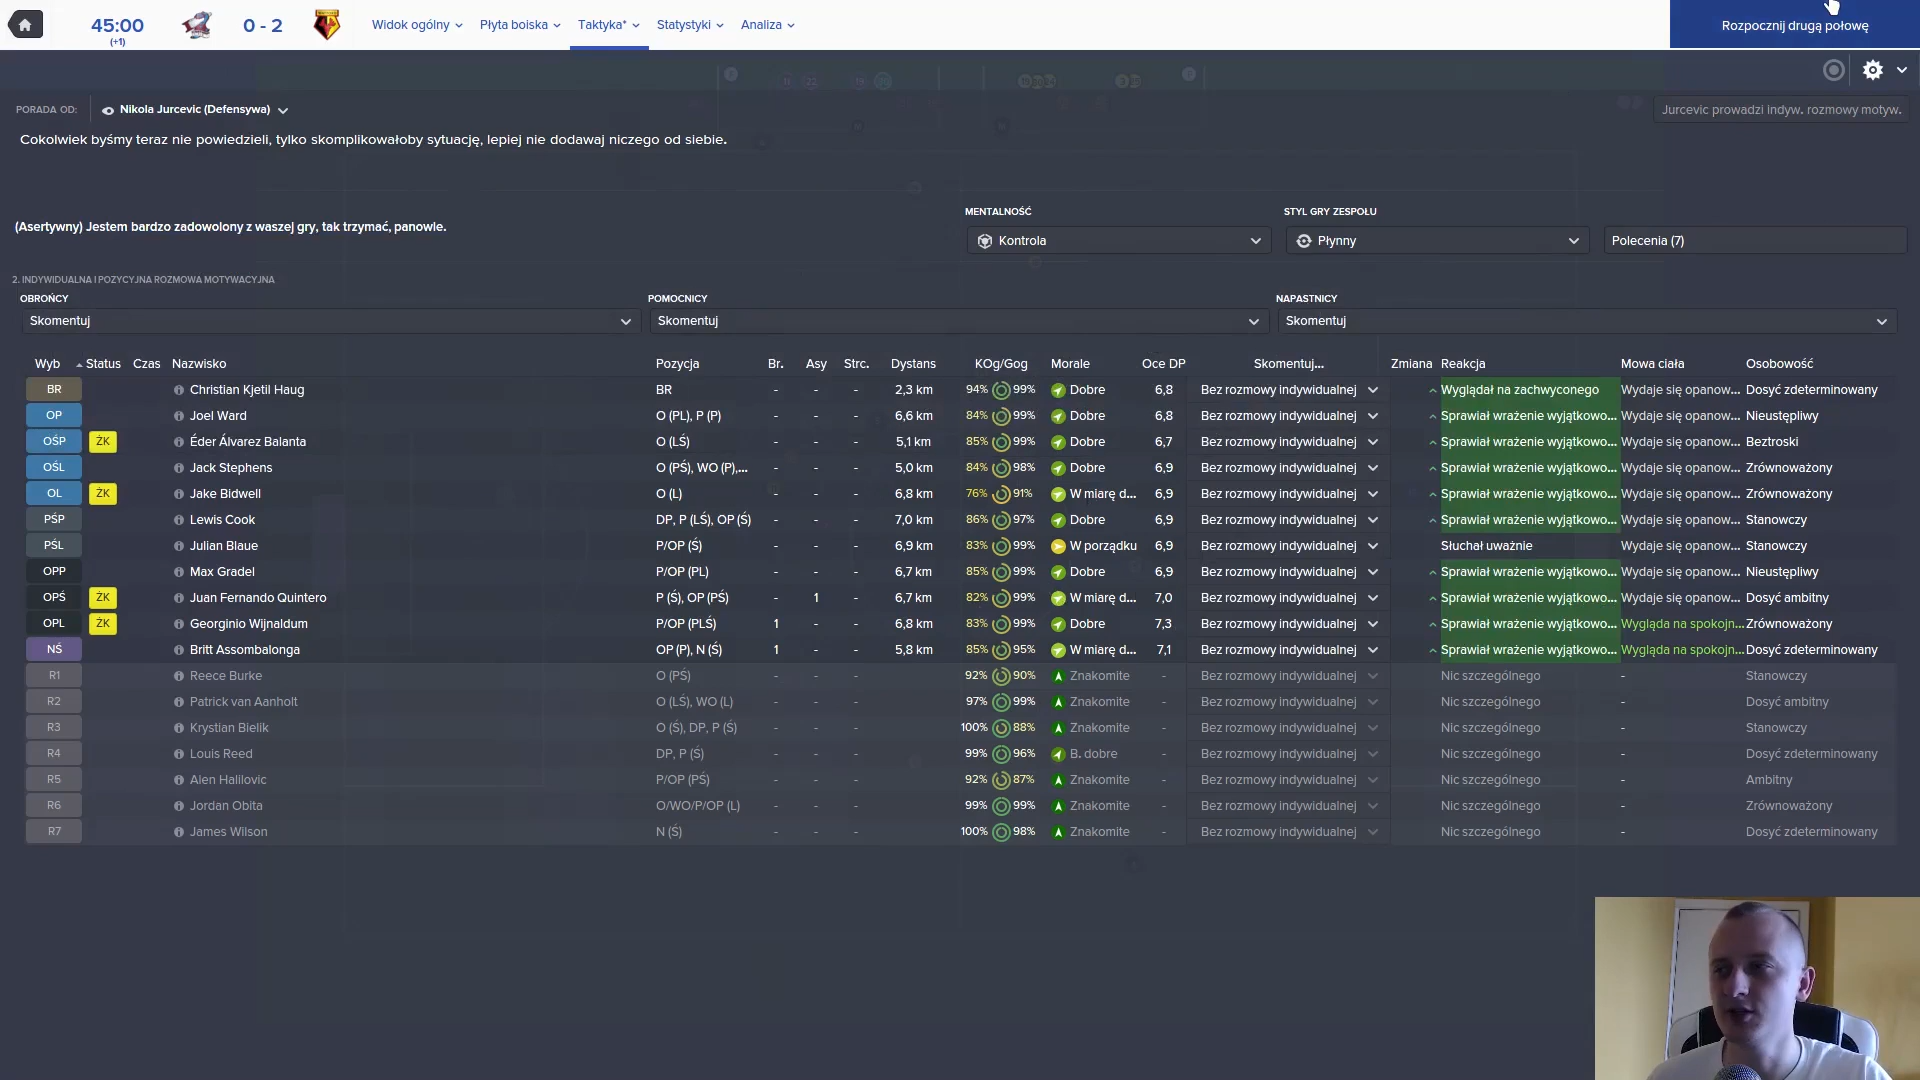 45:00
(+1)
0 - 2
Widok ogólny
Płyta boiska
Taktyka*
Statystyki
Analiza
Rozpocznij drugą połowę
PORADA OD:
Nikola Jurcevic (Defensywa)
Jurcevic prowadzi indyw. rozmowy motyw.
Cokolwiek byśmy teraz nie powiedzieli, tylko skomplikowałoby sytuację, lepiej nie dodawaj niczego od siebie.
MENTALNOŚĆ
STYL GRY ZESPOŁU
(Asertywny) Jestem bardzo zadowolony z waszej gry, tak trzymać, panowie.
Kontrola
Płynny
Polecenia (7)
2. INDYWIDUALNA I POZYCYJNA ROZMOWA MOTYWACYJNA
OBROŃCY
POMOCNICY
NAPASTNICY
Skomentuj
Skomentuj
Skomentuj
Wyb Status Czas Nazwisko Pozycja Br. Asy Strc. Dystans KOg/Gog Morale Oce DP Skomentuj... Zmiana Reakcja Mowa ciała Osobowość
BR Christian Kjetil Haug BR - - - 2,3 km 94% 99% Dobre 6,8 Bez rozmowy indywidualnej Wyglądał na zachwyconego Wydaje się opanow... Dosyć zdeterminowany
OP Joel Ward O (PL), P (P) - - - 6,6 km 84% 99% Dobre 6,8 Bez rozmowy indywidualnej Sprawiał wrażenie wyjątkowo... Wydaje się opanow... Nieustępliwy
OŚP ŻK Éder Álvarez Balanta O (LŚ) - - - 5,1 km 85% 99% Dobre 6,7 Bez rozmowy indywidualnej Sprawiał wrażenie wyjątkowo... Wydaje się opanow... Beztroski
OŚL Jack Stephens O (PŚ), WO (P),... - - - 5,0 km 84% 98% Dobre 6,9 Bez rozmowy indywidualnej Sprawiał wrażenie wyjątkowo... Wydaje się opanow... Zrównoważony
OL ŻK Jake Bidwell O (L) - - - 6,8 km 76% 91% W miarę d... 6,9 Bez rozmowy indywidualnej Sprawiał wrażenie wyjątkowo... Wydaje się opanow... Zrównoważony
PŚP Lewis Cook DP, P (LŚ), OP (Ś) - - - 7,0 km 86% 97% Dobre 6,9 Bez rozmowy indywidualnej Sprawiał wrażenie wyjątkowo... Wydaje się opanow... Stanowczy
PŚL Julian Blaue P/OP (Ś) - - - 6,9 km 83% 99% W porządku 6,9 Bez rozmowy indywidualnej Słuchał uważnie Wydaje się opanow... Stanowczy
OPP Max Gradel P/OP (PL) - - - 6,7 km 85% 99% Dobre 6,9 Bez rozmowy indywidualnej Sprawiał wrażenie wyjątkowo... Wydaje się opanow... Nieustępliwy
OPŚ ŻK Juan Fernando Quintero P (Ś), OP (PŚ) - 1 - 6,7 km 82% 99% W miarę d... 7,0 Bez rozmowy indywidualnej Sprawiał wrażenie wyjątkowo... Wydaje się opanow... Dosyć ambitny
OPL ŻK Georginio Wijnaldum P/OP (PLŚ) 1 - - 6,8 km 83% 99% Dobre 7,3 Bez rozmowy indywidualnej Sprawiał wrażenie wyjątkowo... Wygląda na spokojn... Zrównoważony
NŚ Britt Assombalonga OP (P), N (Ś) 1 - - 5,8 km 85% 95% W miarę d... 7,1 Bez rozmowy indywidualnej Sprawiał wrażenie wyjątkowo... Wygląda na spokojn... Dosyć zdeterminowany
R1 Reece Burke O (PŚ) - - - 92% 90% Znakomite - Bez rozmowy indywidualnej Nic szczególnego - Stanowczy
R2 Patrick van Aanholt O (LŚ), WO (L) - - - 97% 99% Znakomite - Bez rozmowy indywidualnej Nic szczególnego - Dosyć ambitny
R3 Krystian Bielik O (Ś), DP, P (Ś) - - - 100% 88% Znakomite - Bez rozmowy indywidualnej Nic szczególnego - Stanowczy
R4 Louis Reed DP, P (Ś) - - - 99% 96% B. dobre - Bez rozmowy indywidualnej Nic szczególnego - Dosyć zdeterminowany
R5 Alen Halilovic P/OP (PŚ) - - - 92% 87% Znakomite - Bez rozmowy indywidualnej Nic szczególnego - Ambitny
R6 Jordan Obita O/WO/P/OP (L) - - - 99% 99% Znakomite - Bez rozmowy indywidualnej Nic szczególnego - Zrównoważony
R7 James Wilson N (Ś) - - - 100% 98% Znakomite - Bez rozmowy indywidualnej Nic szczególnego - Dosyć zdeterminowany